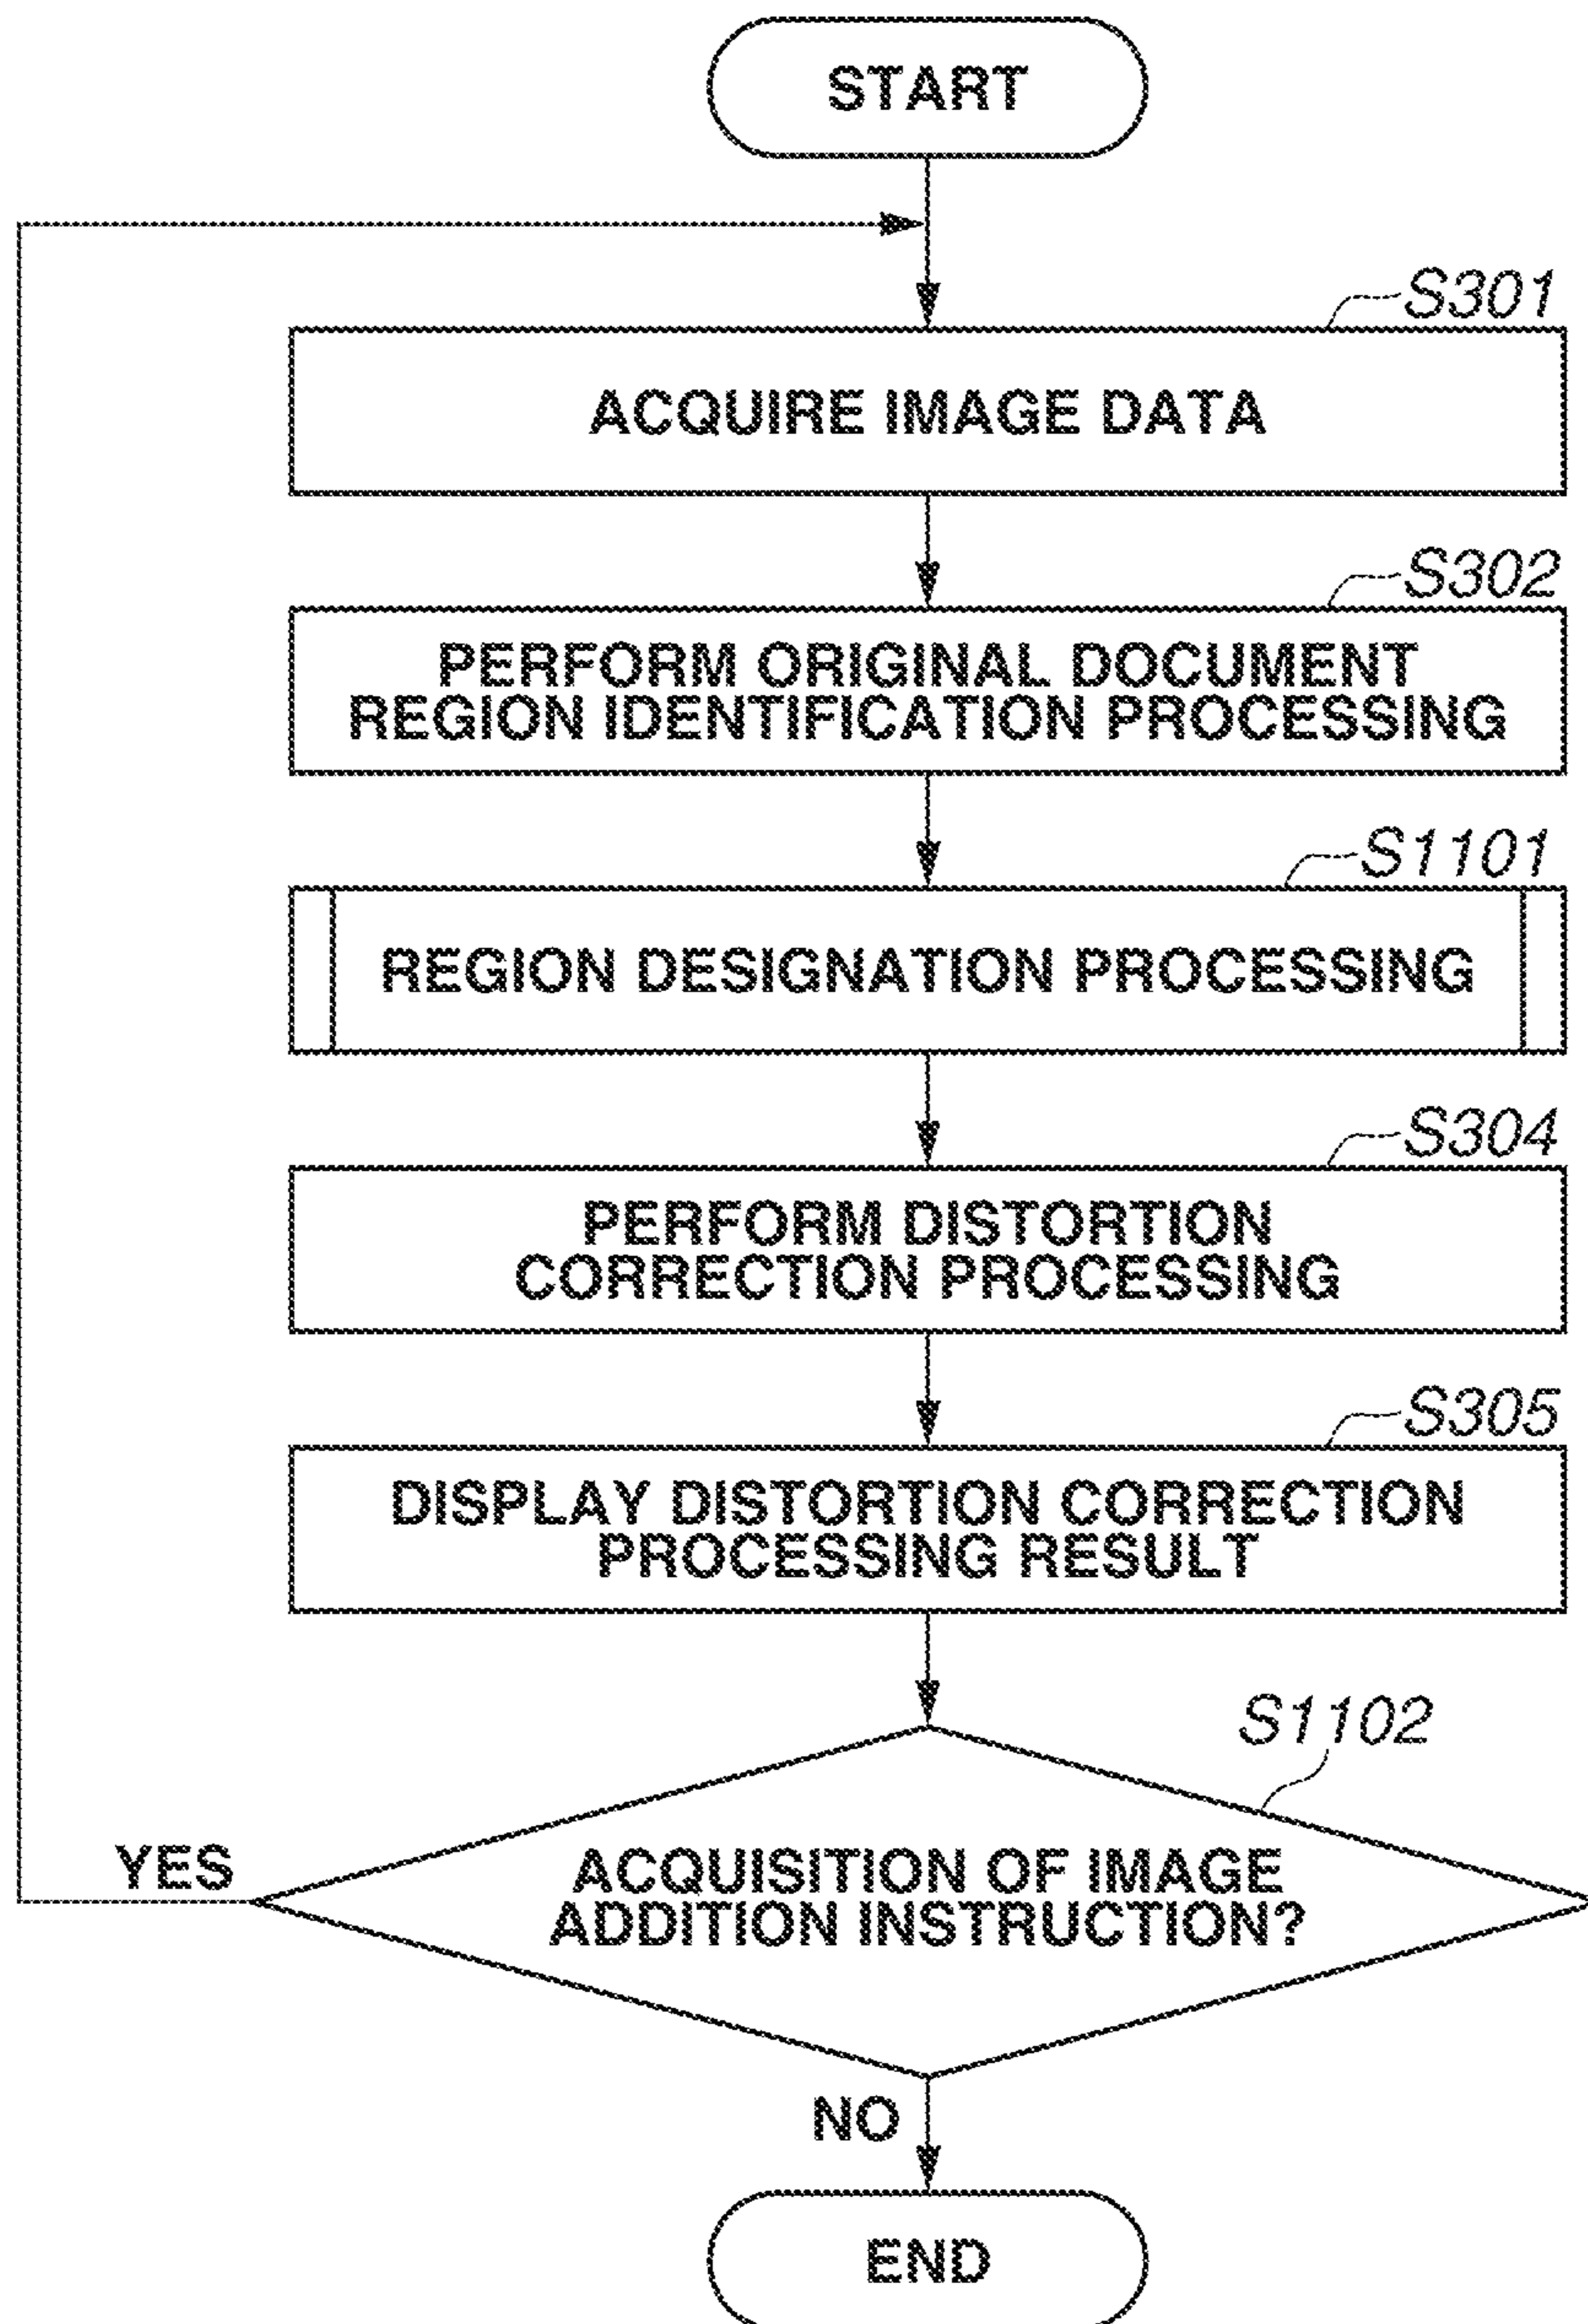 START
S301
ACQUIRE IMAGE DATA
S302
PERFORM ORIGINAL DOCUMENT
REGION IDENTIFICATION PROCESSING
S1101
REGION DESIGNATION PROCESSING
S304
PERFORM DISTORTION
CORRECTION PROCESSING
S305
DISPLAY DISTORTION CORRECTION
PROCESSING RESULT
S1102
YES
ACQUISITION OF IMAGE
ADDITION INSTRUCTION?
NO
END